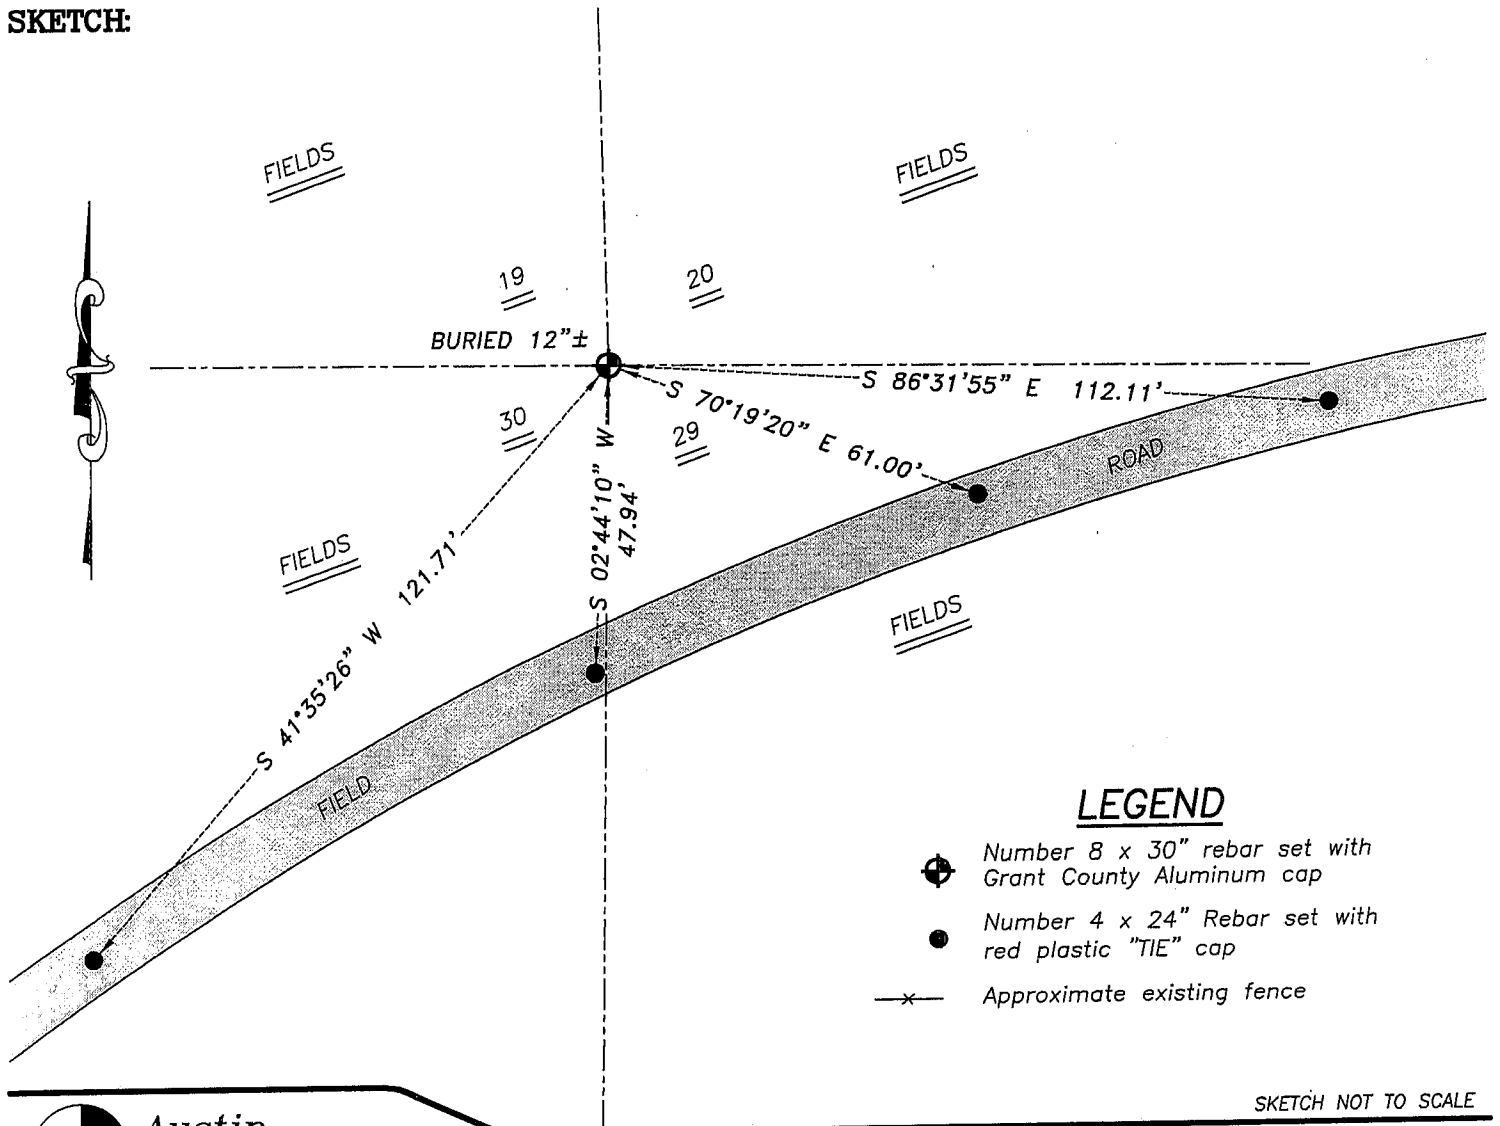 SKETCH:
FIELDS
FIELDS
19
20
BURIED 12"±
S 86°31'55" E 112.11'
S 70°19'20" E 61.00'
30
29
ROAD
S 02°44'10" W
47.94'
S 41°35'26" W 121.71'
FIELDS
FIELDS
FIELD
LEGEND
Number 8 x 30" rebar set with
Grant County Aluminum cap
Number 4 x 24" Rebar set with
red plastic "TIE" cap
Approximate existing fence
SKETCH NOT TO SCALE
Austin